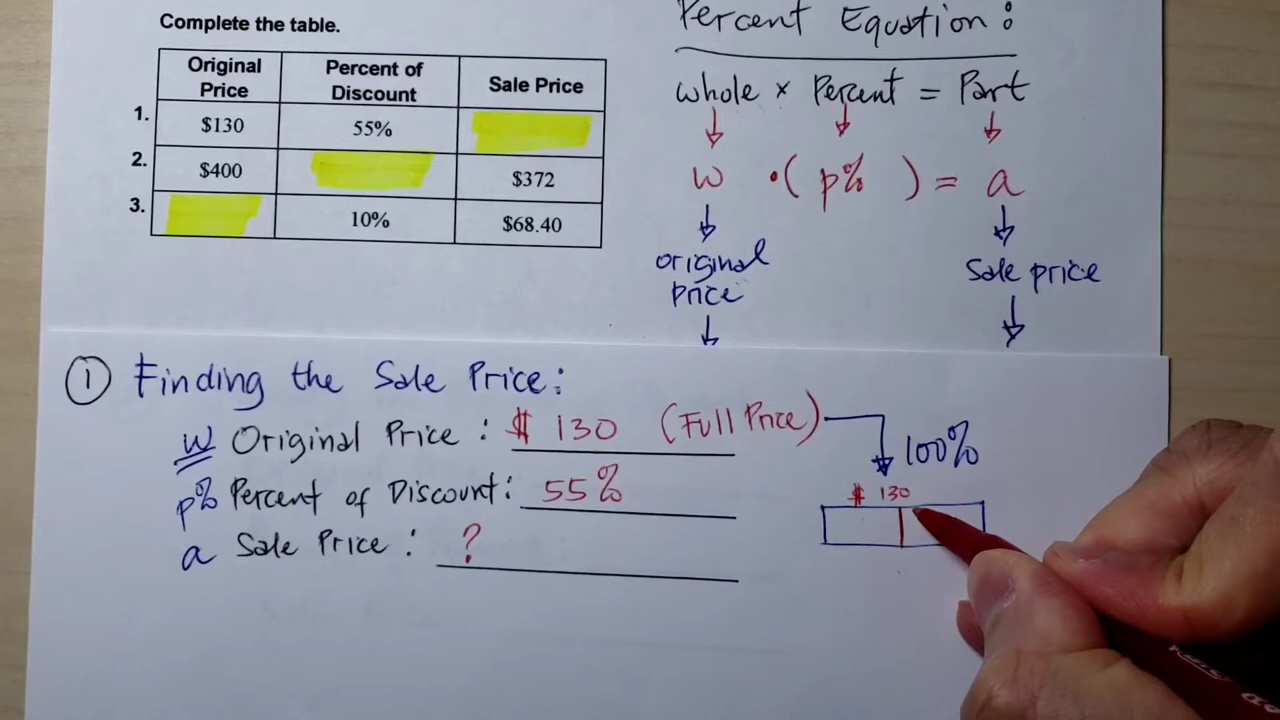 Complete the table.
Original Price Percent of Discount Sale Price
1. $130 55%
2. $400 $372
3. 10% $68.40
Percent Equation:
whole × Percent = Part
w •( p% ) = a
original price
Sale price
① Finding the Sale Price:
w Original Price : $ 130 (Full Price)
100%
p% Percent of Discount: 55%
$ 130
a Sale Price : ?